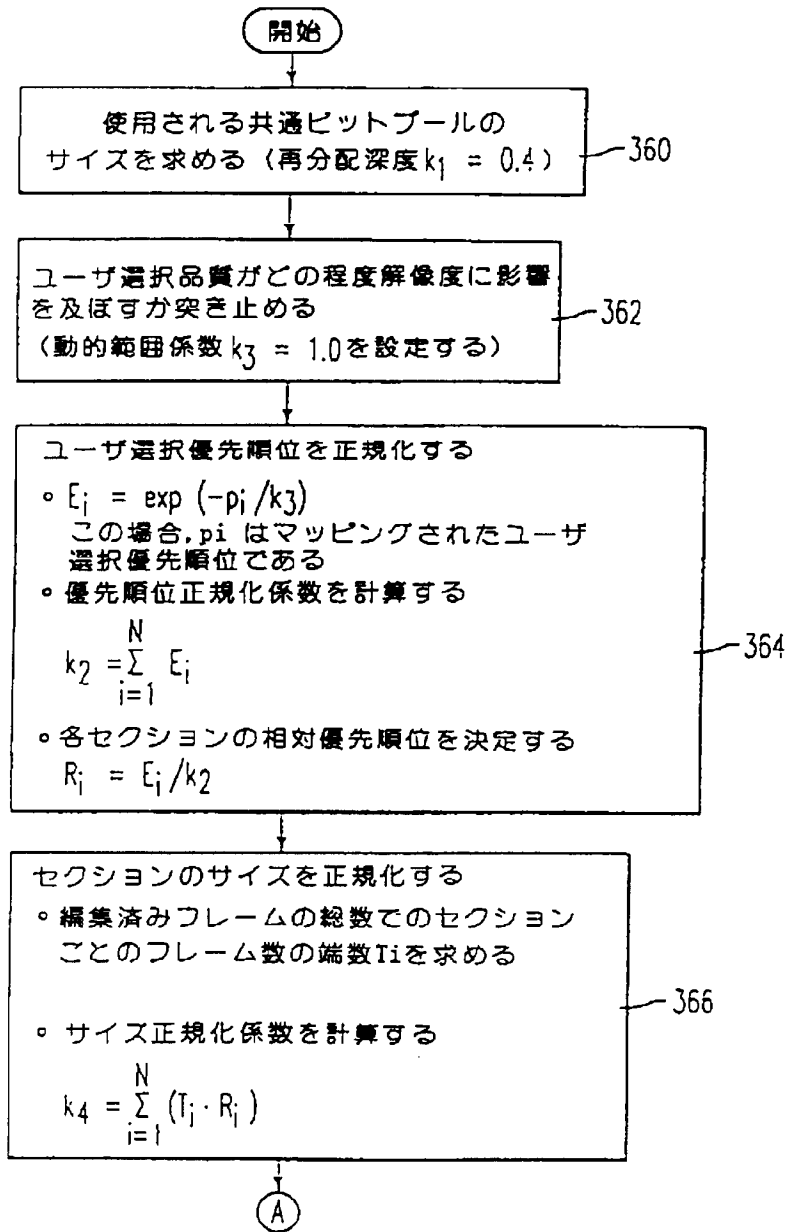 開始
使用される共通ビットプールの
サイズを求める (再分配深度k₁ = 0.4)
360
ユーザ選択品質がどの程度解像度に影響
を及ぼすか突き止める
(動的範囲係数 k₃ = 1.0を設定する)
362
ユーザ選択優先順位を正規化する
∘ Eᵢ = exp (-pᵢ/k₃)
この場合,pi はマッピングされたユーザ
選択優先順位である
∘ 優先順位正規化係数を計算する
N
k₂ = Σ Eᵢ
i=1
364
∘ 各セクションの相対優先順位を決定する
Rᵢ = Eᵢ/k₂
セクションのサイズを正規化する
∘ 編集済みフレームの総数でのセクション
ごとのフレーム数の端数Tiを求める
366
∘ サイズ正規化係数を計算する
N
k₄ = Σ (Tᵢ · Rᵢ)
i=1
A